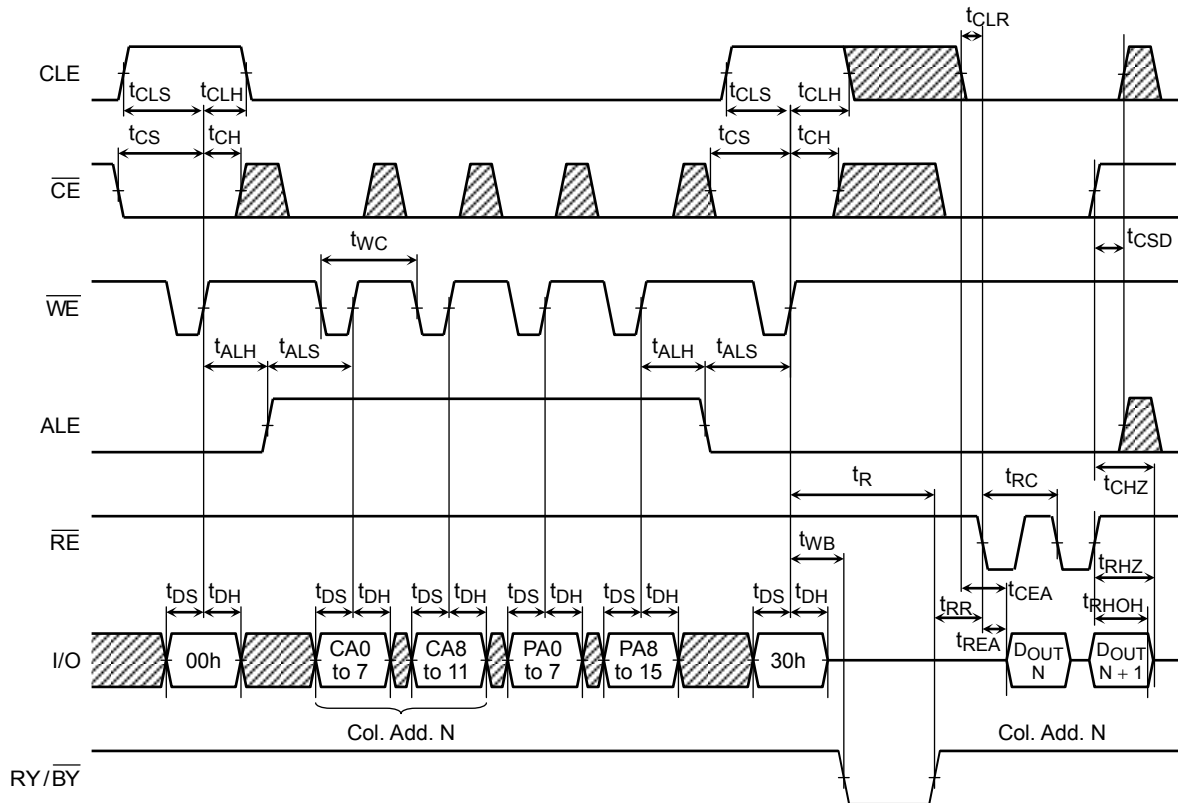 tCLR
CLE
tCLS tCLH tCLS tCLH
tCS tCH tCS tCH
CE
tWC tCSD
WE
tALH tALS tALH tALS
ALE
tR tRC tCHZ
RE
tWB tRHZ
tDS tDH tDS tDH tDS tDH tDS tDH tDS tDH tDS tDH tCEA
tRR tRHOH
tREA
I/O 00h CA0 to 7 CA8 to 11 PA0 to 7 PA8 to 15 30h DOUT N DOUT N + 1
Col. Add. N Col. Add. N
RY/BY